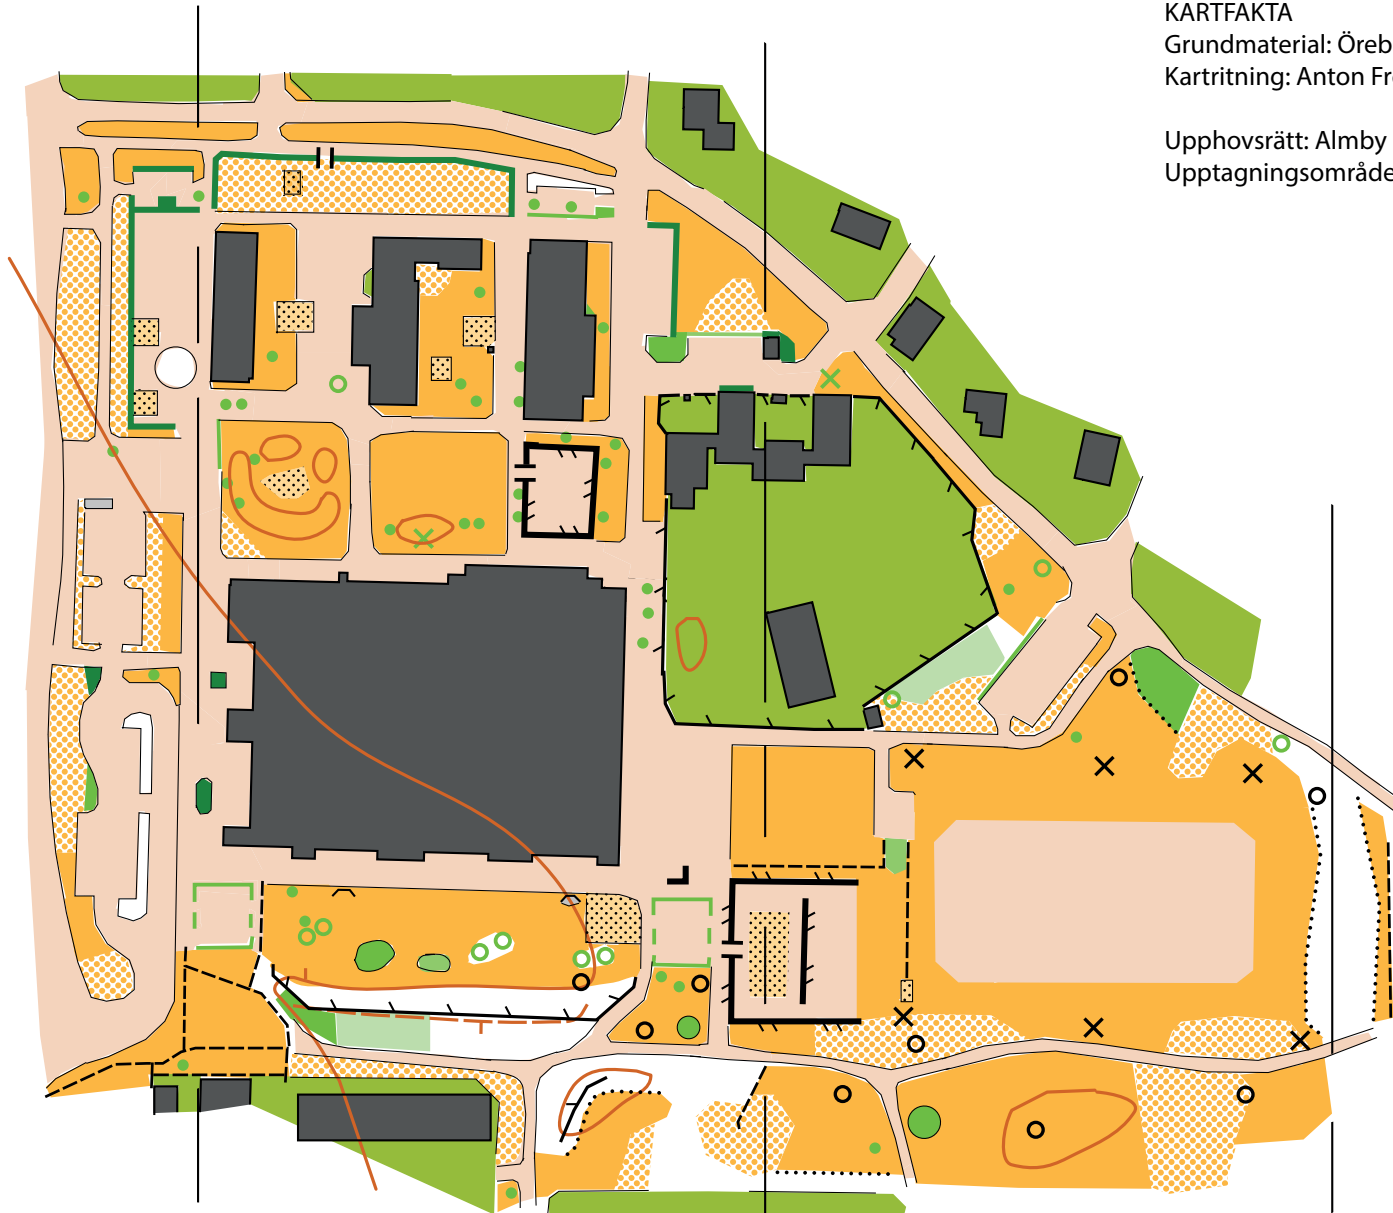 KARTFAKTA
Grundmaterial: Öreb
Kartritning: Anton Fr
Upphovsrätt: Almby
Upptagningsområde